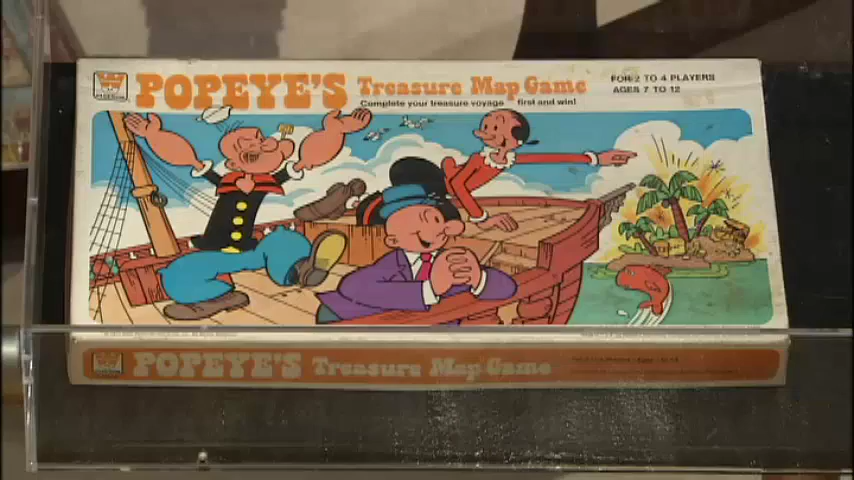 POPEYE'S Treasure Map Game
Complete your treasure voyage first and win!
FOR 2 TO 4 PLAYERS
AGES 7 TO 12
POPEYE'S Treasure Map Game